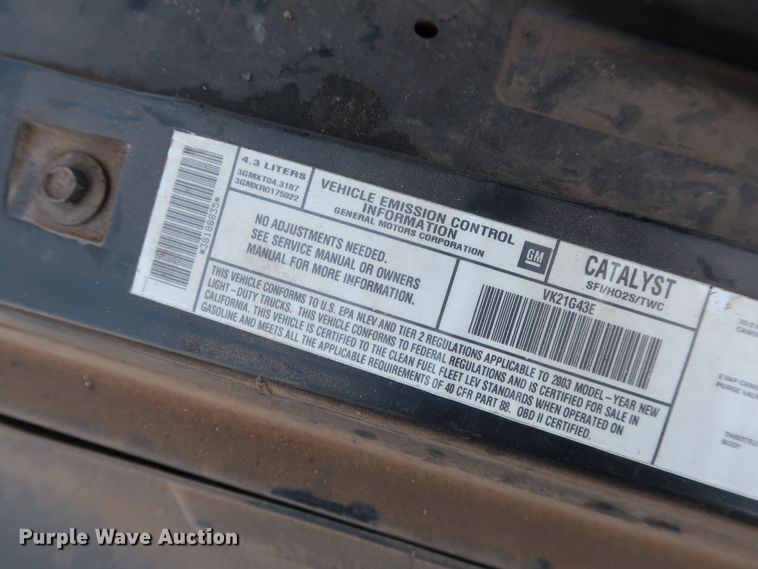 *38188035*
4.3 LITERS
3GMXT04.3187
3GMXR0175922
VEHICLE EMISSION CONTROL
INFORMATION
GENERAL MOTORS CORPORATION
GM
CATALYST
SFI/HO2S/TWC
NO ADJUSTMENTS NEEDED.
SEE SERVICE MANUAL OR OWNERS
MANUAL FOR MORE INFORMATION.
VK21G43E
THIS VEHICLE CONFORMS TO U.S. EPA NLEV AND TIER 2 REGULATIONS APPLICABLE TO 2003 MODEL-YEAR NEW
LIGHT-DUTY TRUCKS. THIS VEHICLE CONFORMS TO FEDERAL REGULATIONS AND IS CERTIFIED FOR SALE IN
CALIFORNIA. THIS VEHICLE IS CERTIFIED TO THE CLEAN FUEL FLEET LEV STANDARDS WHEN OPERATED ON
GASOLINE AND MEETS ALL THE APPLICABLE REQUIREMENTS OF 40 CFR PART 88. OBD II CERTIFIED.
Purple Wave Auction